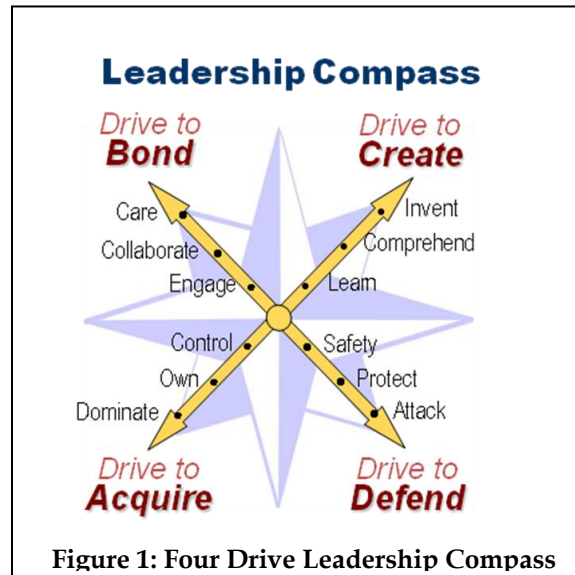 Leadership Compass
Drive to
Bond
Drive to
Create
Care
Collaborate
Engage
Invent
Comprehend
Learn
Control
Own
Dominate
Safety
Protect
Attack
Drive to
Acquire
Drive to
Defend
Figure 1: Four Drive Leadership Compass